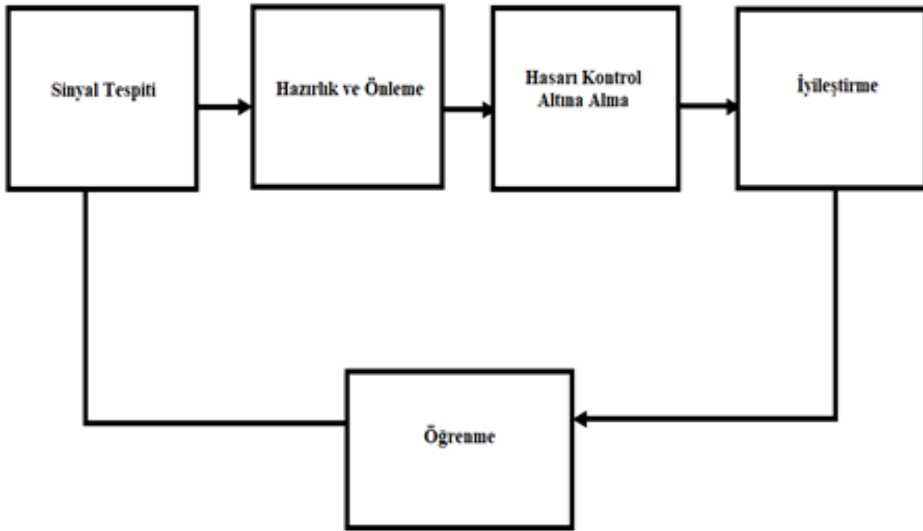 Sinyal Tespiti
Hazırlık ve Önleme
Hasarı Kontrol
Altına Alma
İyileştirme
Öğrenme